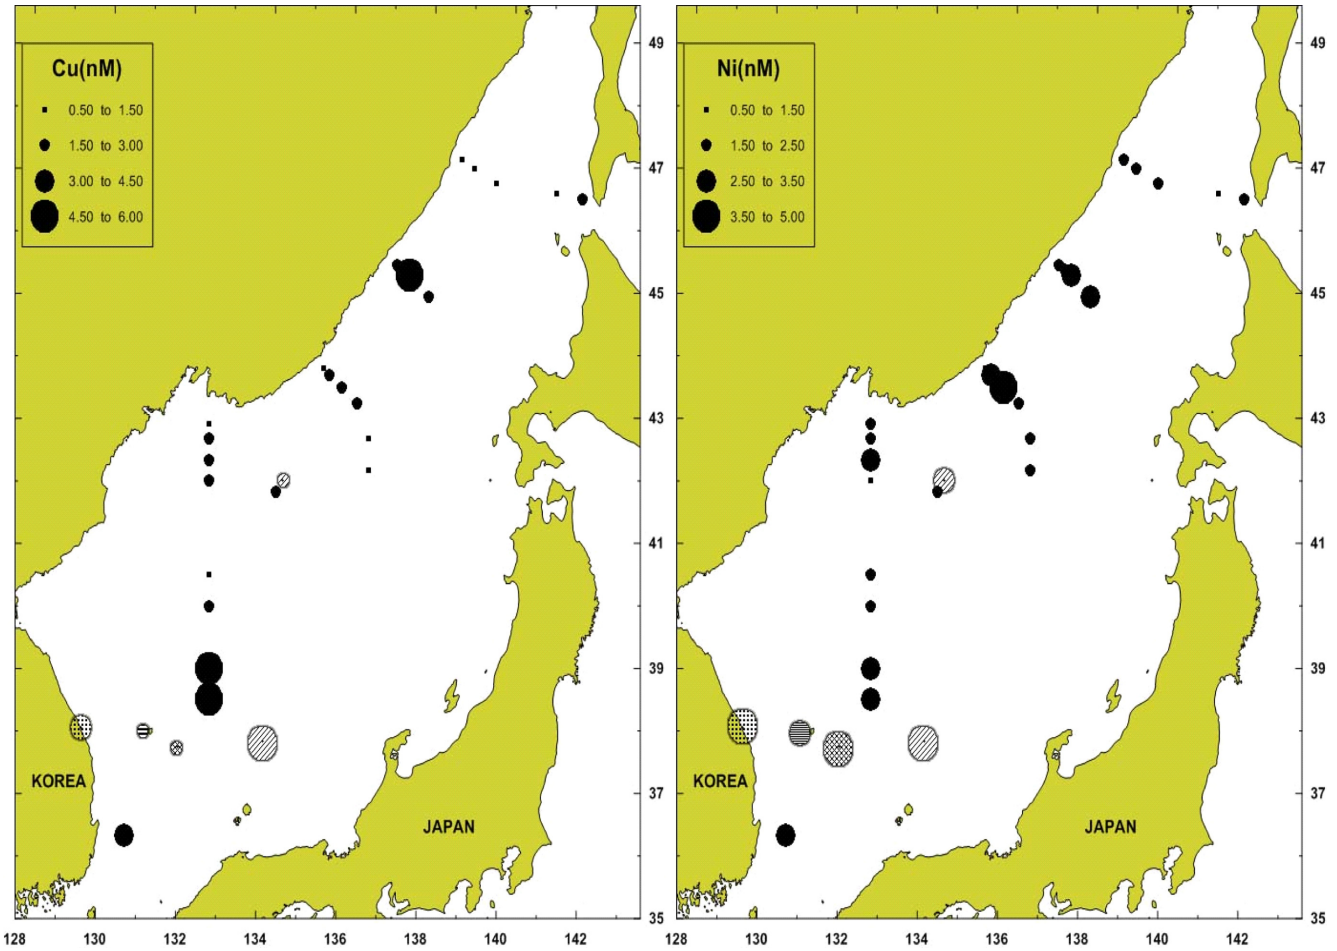 Cu(nM)
0.50 to 1.50
1.50 to 3.00
3.00 to 4.50
4.50 to 6.00
KOREA
JAPAN
128 130 132 134 136 138 140 142
Ni(nM)
0.50 to 1.50
1.50 to 2.50
2.50 to 3.50
3.50 to 5.00
KOREA
JAPAN
49
47
45
43
41
39
37
35
49
47
45
43
41
39
37
35
128 130 132 134 136 138 140 142